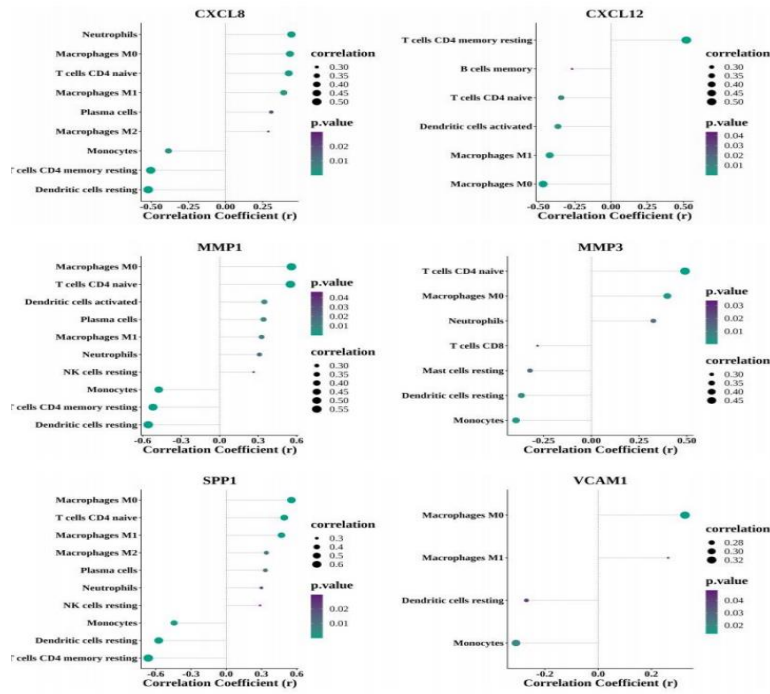 CXCL8
Neutrophils
Macrophages M0
T cells CD4 naive
Macrophages M1
Plasma cells
Macrophages M2
Monocytes
T cells CD4 memory resting
Dendritic cells resting
-0.50 -0.25 0.00 0.25 0.50
Correlation Coefficient (r)
correlation
0.30
0.35
0.40
0.45
0.50
p.value
0.02
0.01
CXCL12
T cells CD4 memory resting
B cells memory
T cells CD4 naive
Dendritic cells activated
Macrophages M1
Macrophages M0
-0.50 -0.25 0.00 0.25 0.50
Correlation Coefficient (r)
correlation
0.30
0.35
0.40
0.45
0.50
p.value
0.04
0.03
0.02
0.01
MMP1
Macrophages M0
T cells CD4 naive
Dendritic cells activated
Plasma cells
Macrophages M1
Neutrophils
NK cells resting
Monocytes
T cells CD4 memory resting
Dendritic cells resting
-0.6 -0.3 0.0 0.3 0.6
Correlation Coefficient (r)
p.value
0.04
0.03
0.02
0.01
correlation
0.30
0.35
0.40
0.45
0.50
0.55
MMP3
T cells CD4 naive
Macrophages M0
Neutrophils
T cells CD8
Mast cells resting
Dendritic cells resting
Monocytes
-0.25 0.00 0.25 0.50
Correlation Coefficient (r)
p.value
0.03
0.02
0.01
correlation
0.30
0.35
0.40
0.45
SPP1
Macrophages M0
T cells CD4 naive
Macrophages M1
Macrophages M2
Plasma cells
Neutrophils
NK cells resting
Monocytes
Dendritic cells resting
T cells CD4 memory resting
-0.6 -0.3 0.0 0.3 0.6
Correlation Coefficient (r)
correlation
0.3
0.4
0.5
0.6
p.value
0.02
0.01
VCAM1
Macrophages M0
Macrophages M1
Dendritic cells resting
Monocytes
-0.2 0.0 0.2
Correlation Coefficient (r)
correlation
0.28
0.30
0.32
p.value
0.04
0.03
0.02